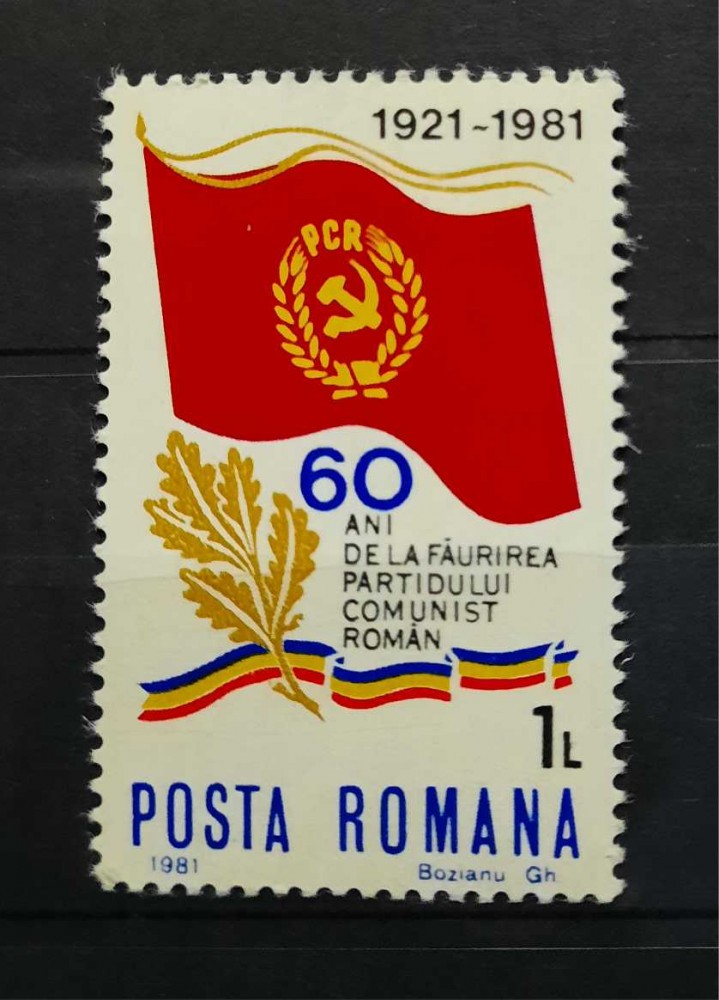 1921~1981
PCR
60
ANI
DE LA FĂURIREA
PARTIDULUI
COMUNIST
ROMÂN
1L
POSTA ROMANA
1981
Bozianu Gh